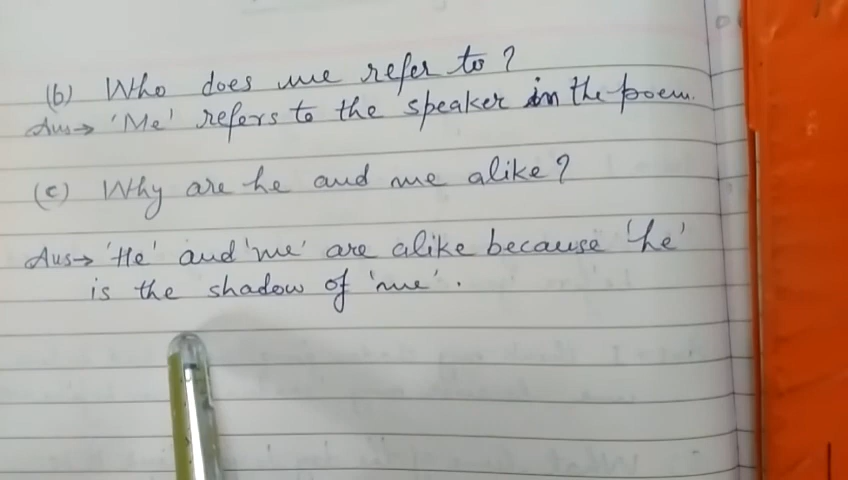 (b) Who does me refer to?
Ans→ 'Me' refers to the speaker in the poem.
(c) Why are he and me alike?
Ans→ 'He' and 'me' are alike because 'he'
is the shadow of 'me'.